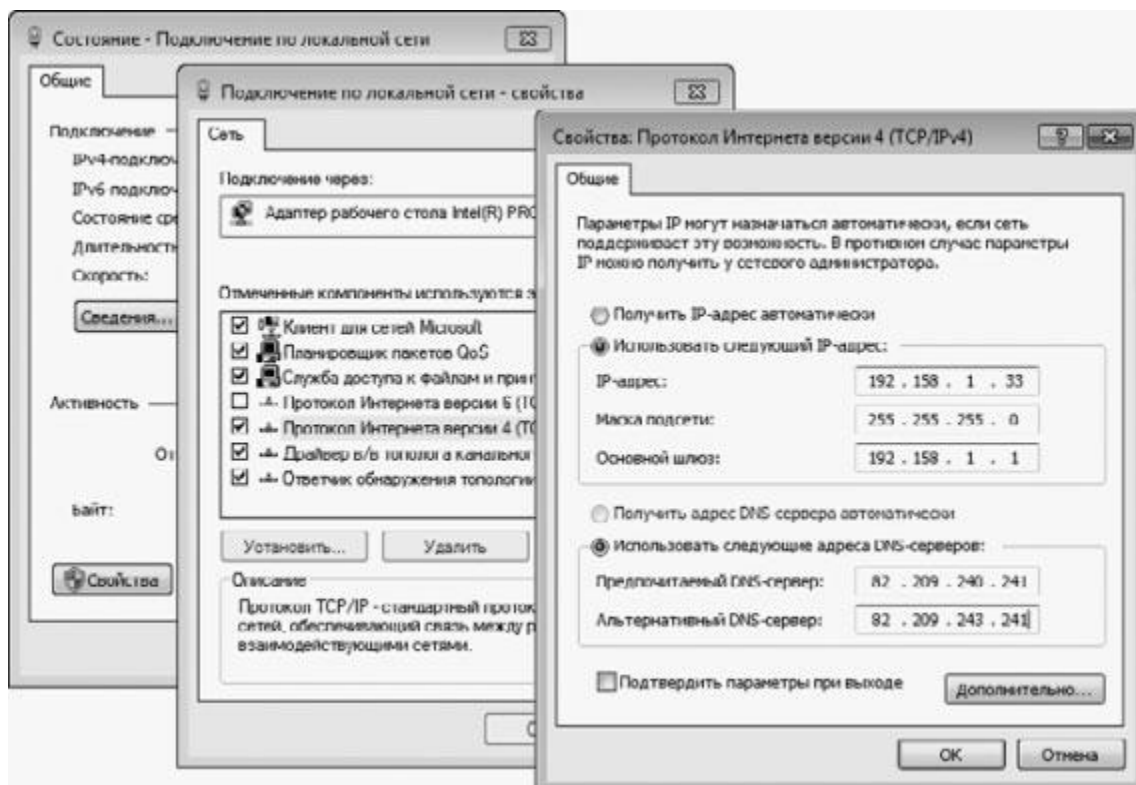 Состояние - Подключение по локальной сети
Общие
Подключение
IPv4-подключ
IPv6-подключ
Состояние сре
Длительность
Скорость:
Сведения...
Активность
От
Байт:
Свойства
Подключение по локальной сети - свойства
Сеть
Подключение через:
Адаптер рабочего стола Intel(R) PRO
Отмеченные компоненты используются э
Клиент для сетей Microsoft
Планировщик пакетов QoS
Служба доступа к файлам и принт
Протокол Интернета версии 6 (TC
Протокол Интернета версии 4 (TC
Драйвер в/в тополога канальног
Ответчик обнаружения топологии
Установить...
Удалить
Описание
Протокол TCP/IP - стандартный проток
сетей, обеспечивающий связь между р
взаимодействующими сетями.
Свойства: Протокол Интернета версии 4 (TCP/IPv4)
Общие
Параметры IP могут назначаться автоматически, если сеть
поддерживает эту возможность. В противном случае параметры
IP можно получить у сетевого администратора.
Получить IP-адрес автоматически
Использовать следующий IP-адрес:
IP-адрес: 192 . 158 . 1 . 33
Маска подсети: 255 . 255 . 255 . 0
Основной шлюз: 192 . 158 . 1 . 1
Получить адрес DNS-сервера автоматически
Использовать следующие адреса DNS-серверов:
Предпочитаемый DNS-сервер: 82 . 209 . 240 . 241
Альтернативный DNS-сервер: 82 . 209 . 243 . 241
Подтвердить параметры при выходе
Дополнительно...
ОК
Отмена